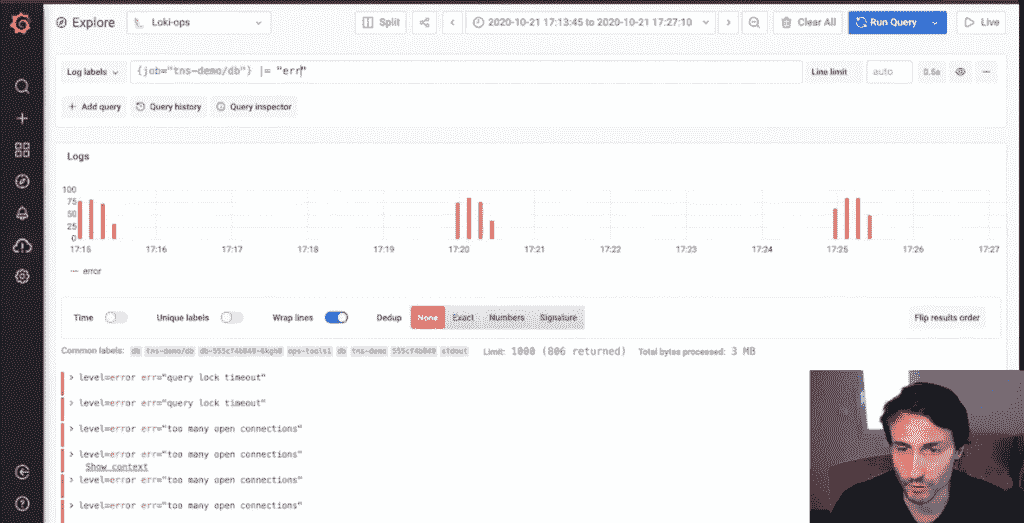 Explore Loki-ops Split 2020-10-21 17:13:45 to 2020-10-21 17:27:10 Clear All Run Query Live
Log labels {job="tns-demo/db"} |= "err" Line limit auto 0.6s
+ Add query Query history Query inspector
Logs
100
75
50
25
0
17:15 17:16 17:17 17:18 17:19 17:20 17:21 17:22 17:23 17:24 17:25 17:26 17:27
error
Time Unique labels Wrap lines Dedup None Exact Numbers Signature Flip results order
Common labels: db tns-demo/db ops-tools1 db tns-demo stdout Limit: 1000 (806 returned) Total bytes processed: 3 MB
> level=error err="query lock timeout"
> level=error err="query lock timeout"
> level=error err="too many open connections"
> level=error err="too many open connections"
Show context
> level=error err="too many open connections"
> level=error err="too many open connections"